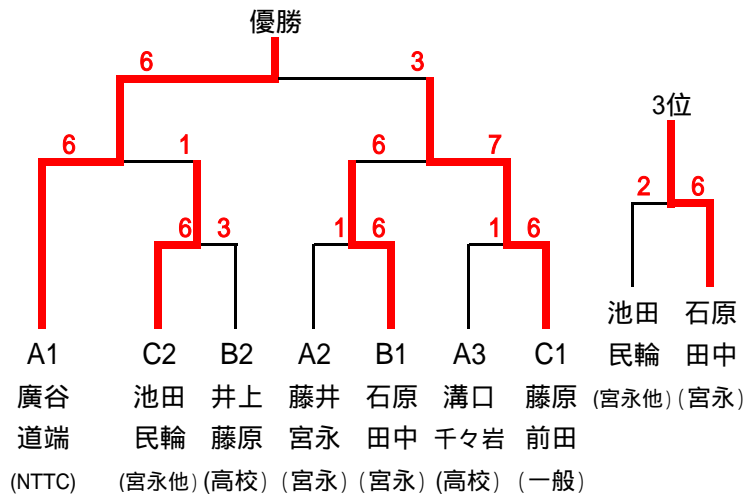 優勝
6 3
3位
6 1 6 7
2 6
6 3 1 6 1 6
池田 石原
民輪 田中
(宮永他) (宮永)
A1 C2 B2 A2 B1 A3 C1
廣谷 池田 井上 藤井 石原 溝口 藤原
道端 民輪 藤原 宮永 田中 千々岩 前田
(NTTC) (宮永他) (高校) (宮永) (宮永) (高校) (一般)